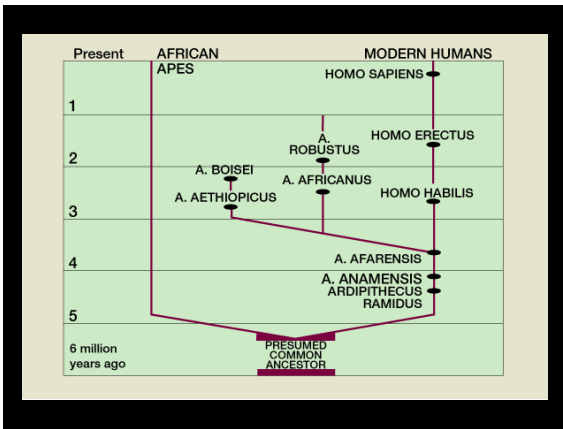 Present
AFRICAN
APES
MODERN HUMANS
HOMO SAPIENS
1
A.
ROBUSTUS
HOMO ERECTUS
2
A. BOISEI
A. AFRICANUS
A. AETHIOPICUS
HOMO HABILIS
3
A. AFARENSIS
4
A. ANAMENSIS
ARDIPITHECUS
RAMIDUS
5
6 million
years ago
PRESUMED
COMMON
ANCESTOR